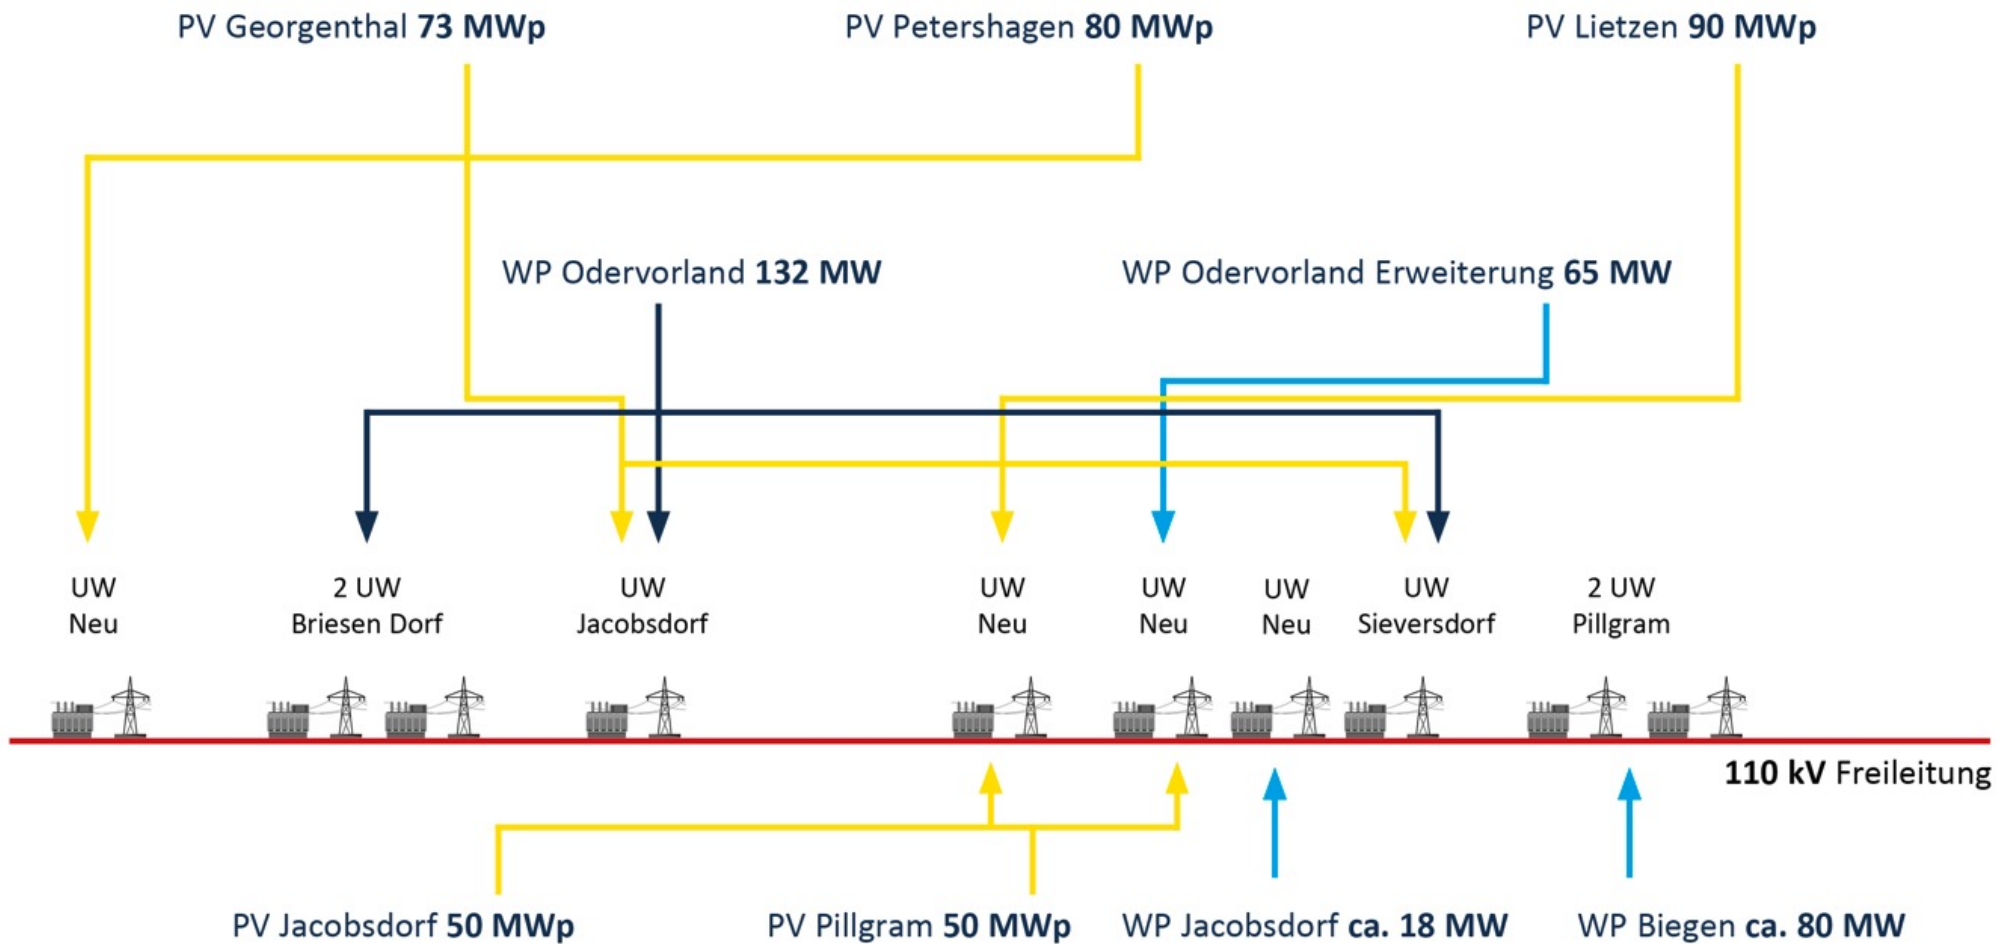 PV Georgenthal 73 MWp
PV Petershagen 80 MWp
PV Lietzen 90 MWp
WP Odervorland 132 MW
WP Odervorland Erweiterung 65 MW
UW
Neu
2 UW
Briesen Dorf
UW
Jacobsdorf
UW
Neu
UW
Neu
UW
Neu
UW
Sieversdorf
2 UW
Pillgram
110 kV Freileitung
PV Jacobsdorf 50 MWp
PV Pillgram 50 MWp
WP Jacobsdorf ca. 18 MW
WP Biegen ca. 80 MW